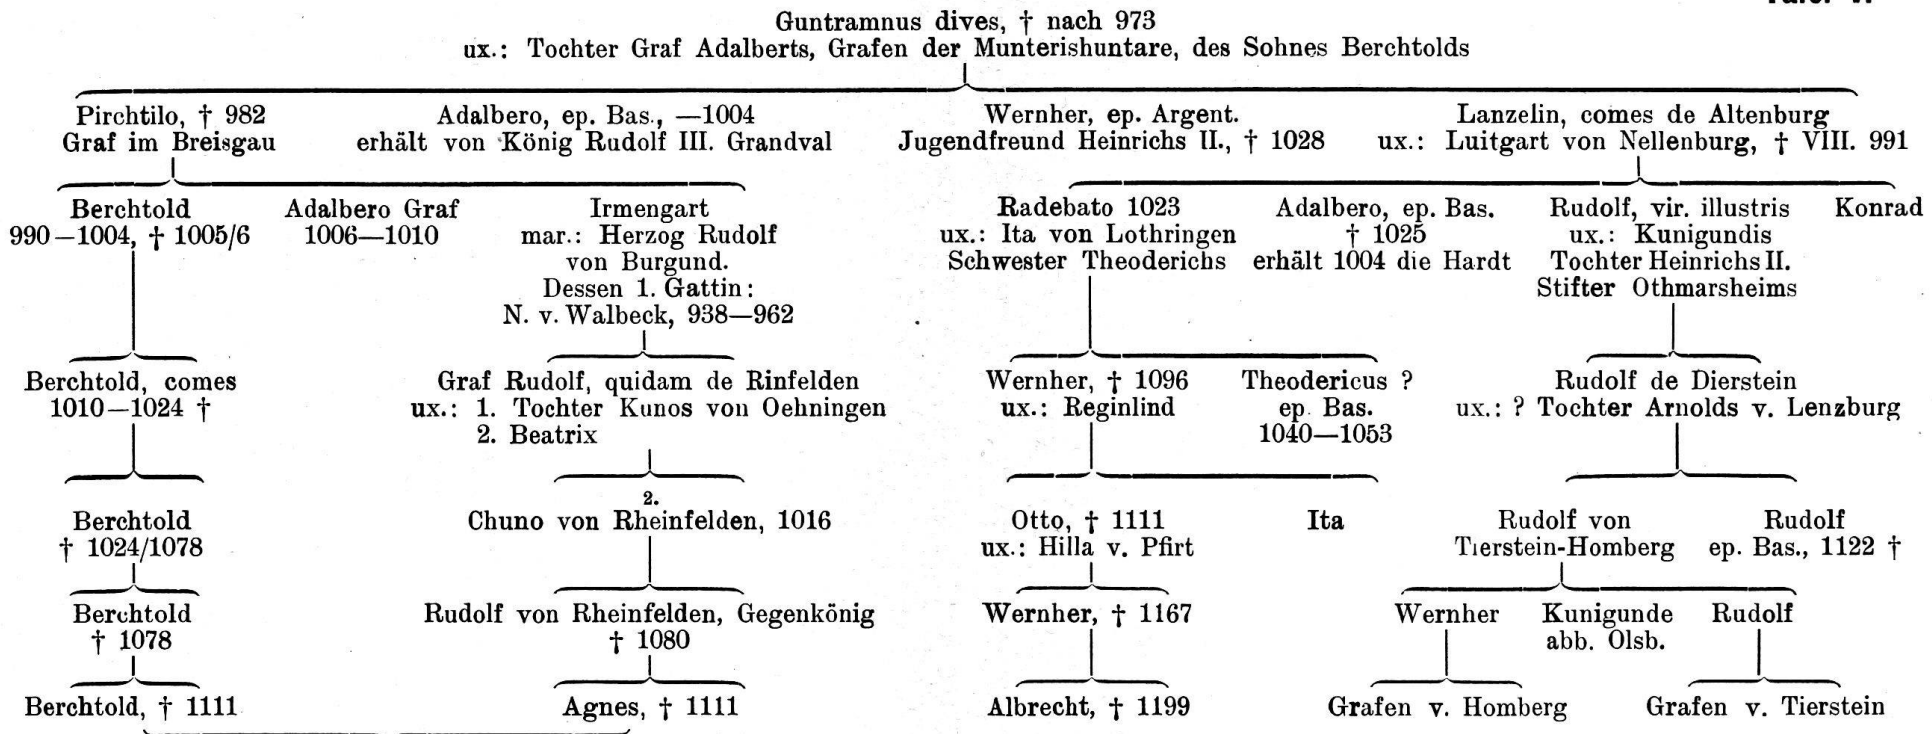 Guntramnus dives, † nach 973
ux.: Tochter Graf Adalberts, Grafen der Munterishuntare, des Sohnes Berchtolds
Pirchtilo, † 982
Graf im Breisgau
Adalbero, ep. Bas., —1004
erhält von König Rudolf III. Grandval
Wernher, ep. Argent.
Jugendfreund Heinrichs II., † 1028
Lanzelin, comes de Altenburg
ux.: Luitgart von Nellenburg, † VIII. 991
Berchtold
990—1004, † 1005/6
Adalbero Graf
1006—1010
Irmengart
mar.: Herzog Rudolf
von Burgund.
Dessen 1. Gattin:
N. v. Walbeck, 938—962
Radebato 1023
ux.: Ita von Lothringen
Schwester Theoderichs
Adalbero, ep. Bas.
† 1025
erhält 1004 die Hardt
Rudolf, vir. illustris
ux.: Kunigundis
Tochter Heinrichs II.
Stifter Othmarsheims
Konrad
Berchtold, comes
1010—1024 †
Graf Rudolf, quidam de Rinfelden
ux.: 1. Tochter Kunos von Oehningen
2. Beatrix
Wernher, † 1096
ux.: Reginlind
Theodericus ?
ep. Bas.
1040—1053
Rudolf de Dierstein
ux.: ? Tochter Arnolds v. Lenzburg
Berchtold
† 1024/1078
2.
Chuno von Rheinfelden, 1016
Otto, † 1111
ux.: Hilla v. Pfirt
Ita
Rudolf von
Tierstein-Homberg
Rudolf
ep. Bas., 1122 †
Berchtold
† 1078
Rudolf von Rheinfelden, Gegenkönig
† 1080
Wernher, † 1167
Wernher
Kunigunde
abb. Olsb.
Rudolf
Berchtold, † 1111
Agnes, † 1111
Albrecht, † 1199
Grafen v. Homberg
Grafen v. Tierstein